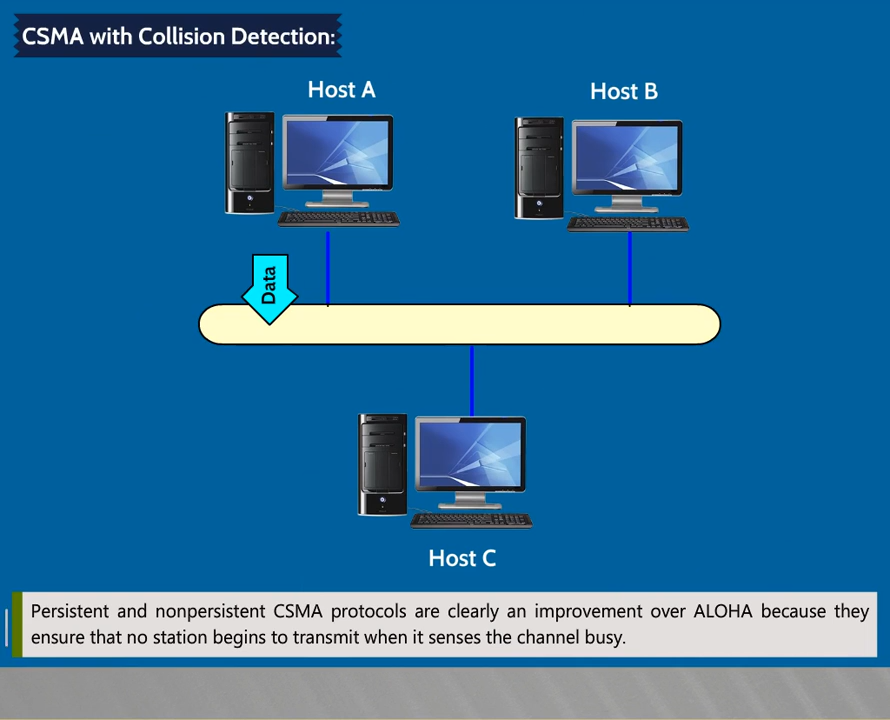 CSMA with Collision Detection:
Host A
Host B
Data
Host C
Persistent and nonpersistent CSMA protocols are clearly an improvement over ALOHA because they
ensure that no station begins to transmit when it senses the channel busy.